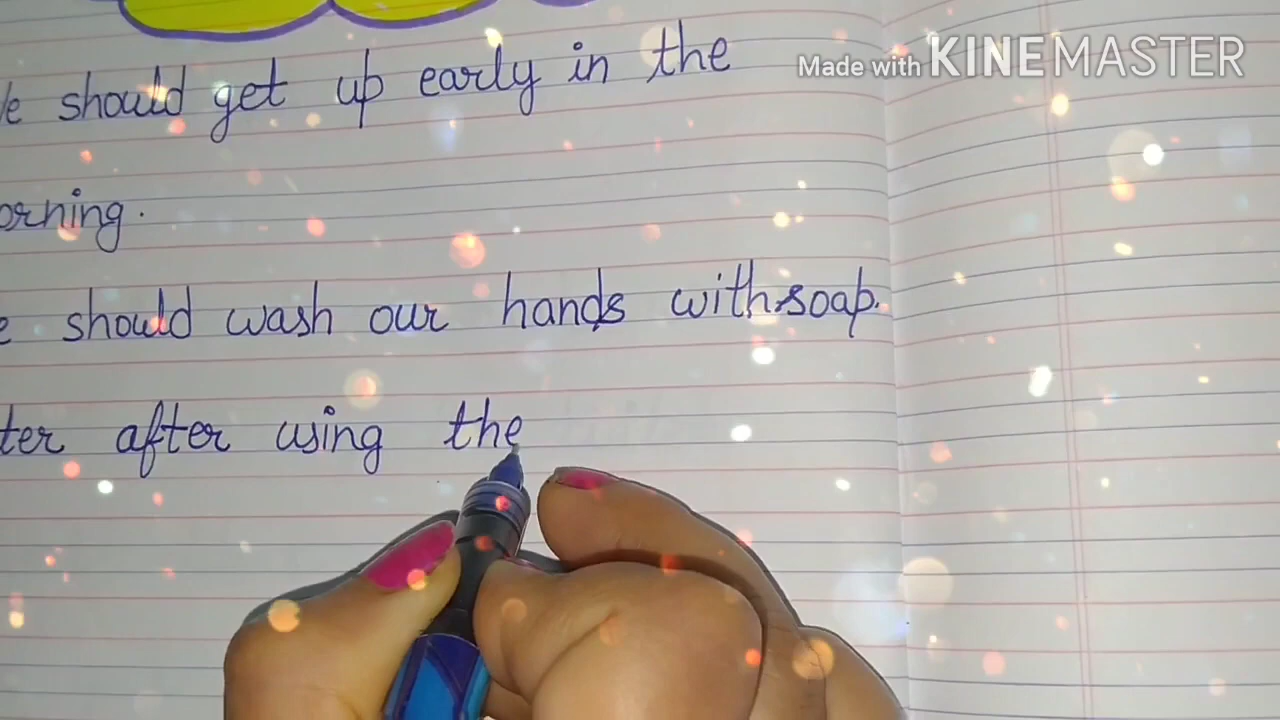 e should get up early in the
Made with KINEMASTER
orning.
e should wash our hands with soap.
ter after using the